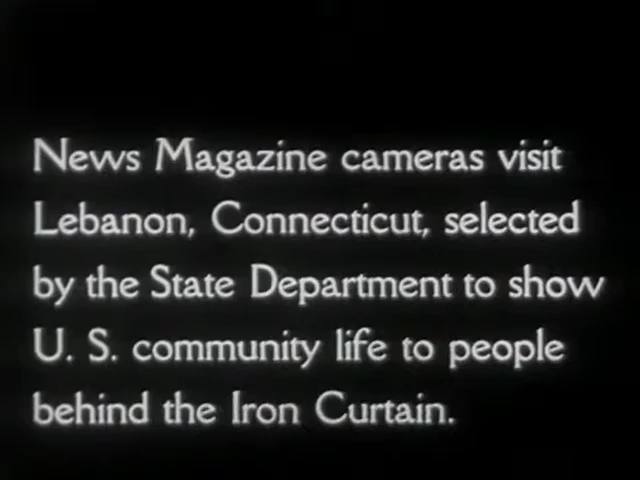 News Magazine cameras visit
Lebanon, Connecticut, selected
by the State Department to show
U. S. community life to people
behind the Iron Curtain.